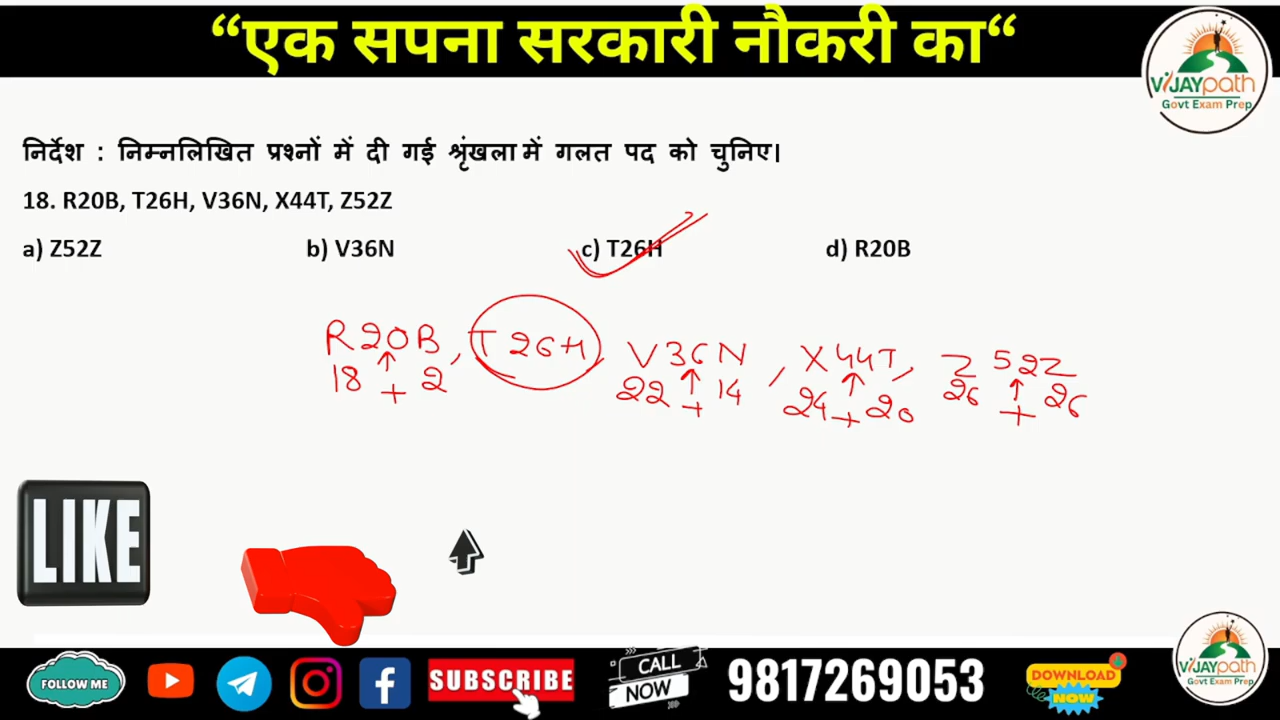 “एक सपना सरकारी नौकरी का“
VIJAYpath
Govt Exam Prep
निर्देश : निम्नलिखित प्रश्नों में दी गई श्रृंखला में गलत पद को चुनिए।
18. R20B, T26H, V36N, X44T, Z52Z
a) Z52Z b) V36N c) T26H d) R20B
R20B, T26H, V36N, X44T, Z52Z
18 + 2 22 + 14 24 + 20 26 + 26
LIKE
FOLLOW ME
SUBSCRIBE
CALL
NOW
9817269053
DOWNLOAD
NOW
VIJAYpath
Govt Exam Prep